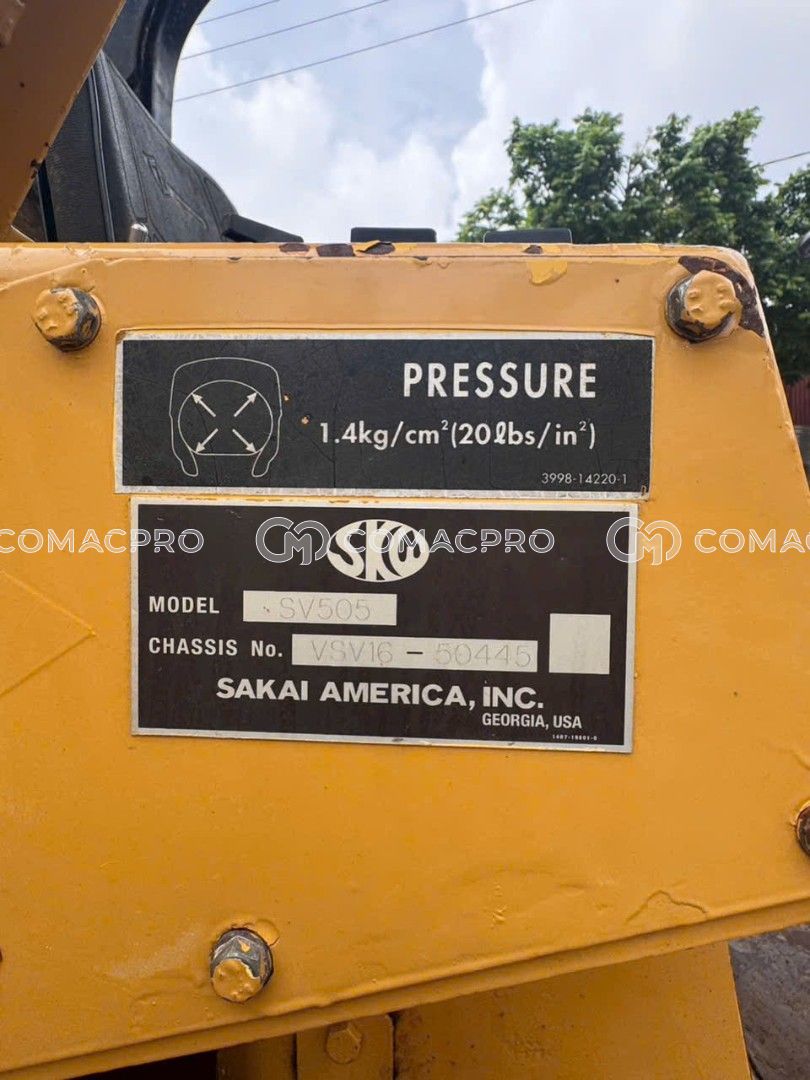 PRESSURE
1.4kg/cm²(20ℓbs/in²)
3998-14220-1
COMACPRO COMACPRO COMAC
SKM
MODEL SV505
CHASSIS No. VSV16-50445
SAKAI AMERICA, INC.
GEORGIA, USA